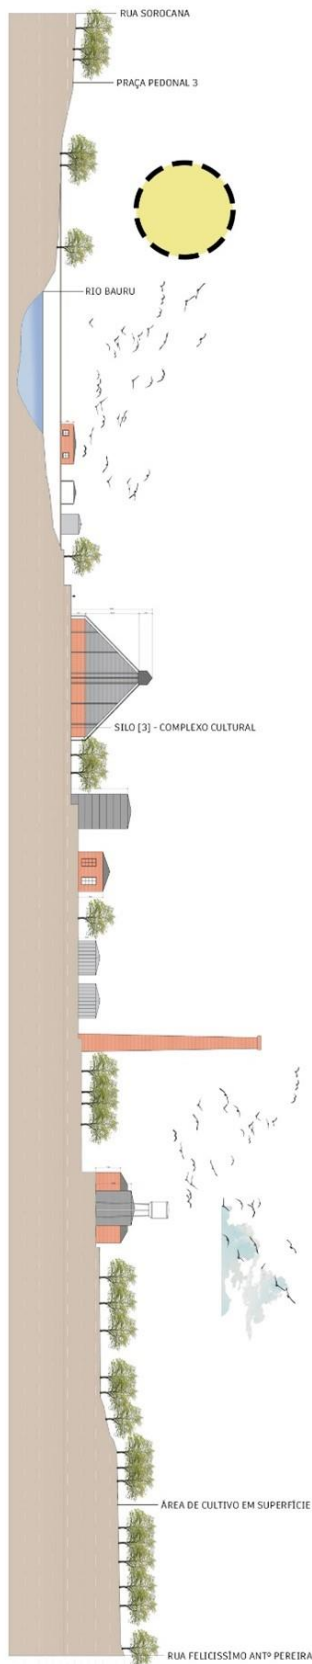 RUA SOROCANA
PRAÇA PEDONAL 3
RIO BAURU
SILO [3] - COMPLEXO CULTURAL
ÁREA DE CULTIVO EM SUPERFÍCIE
RUA FELICISSÍMO ANTº PEREIRA